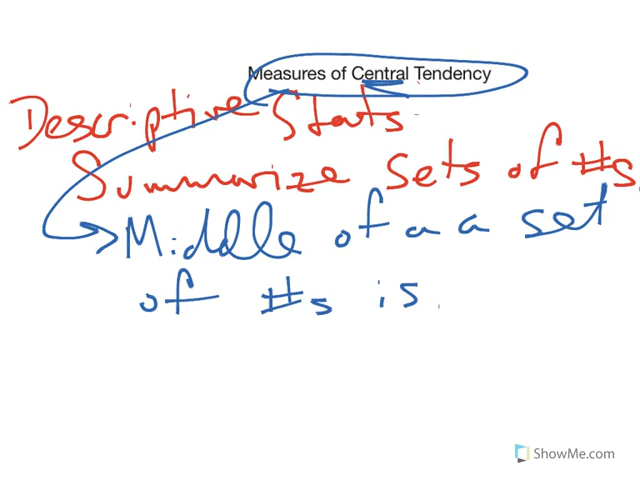 Measures of Central Tendency
Descriptive Stats
Summarize sets of #s
Middle of a a set
of #s is
ShowMe.com